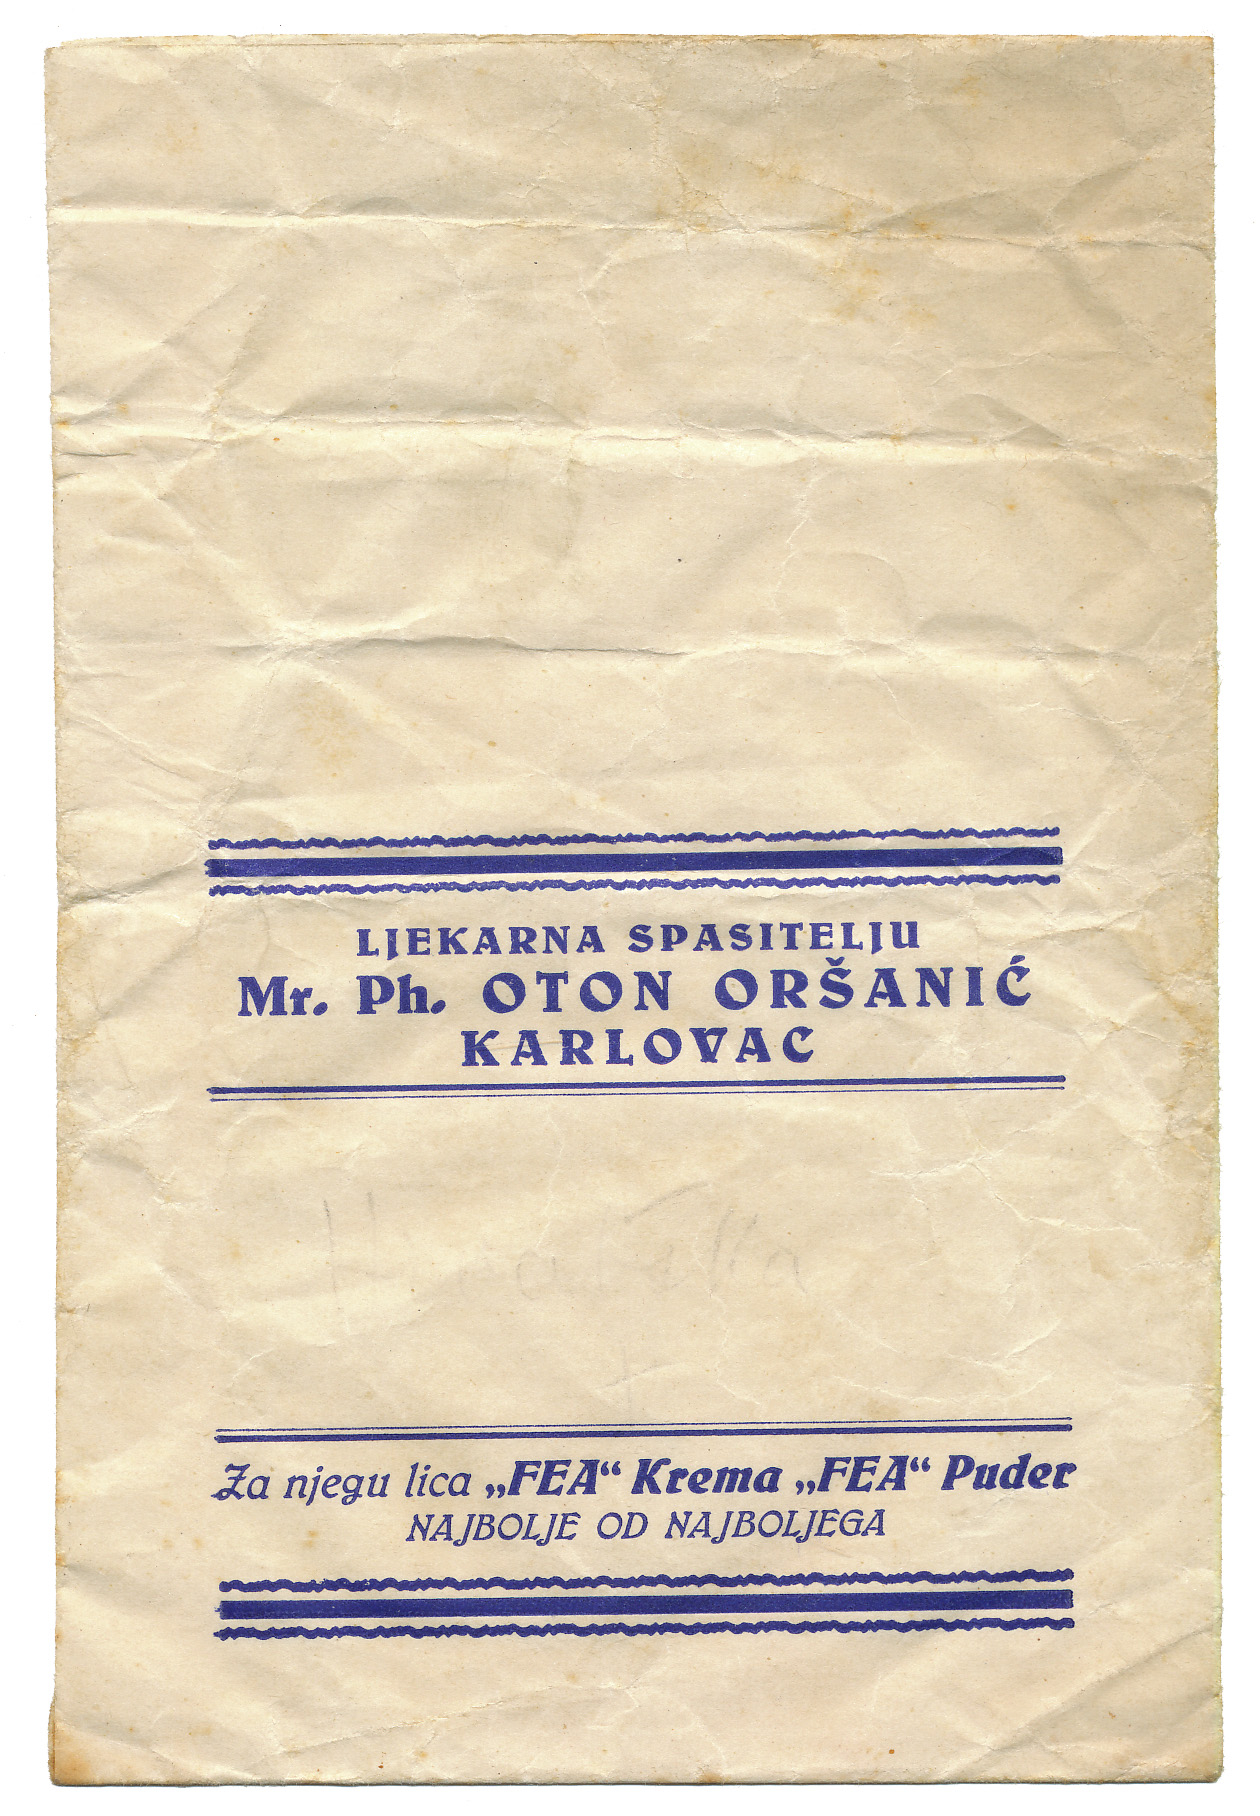 LJEKARNA SPASITELJU
Mr. Ph. OTON ORŠANIĆ
KARLOVAC
Za njegu lica „FEA“ Krema „FEA“ Puder
NAJBOLJE OD NAJBOLJEGA